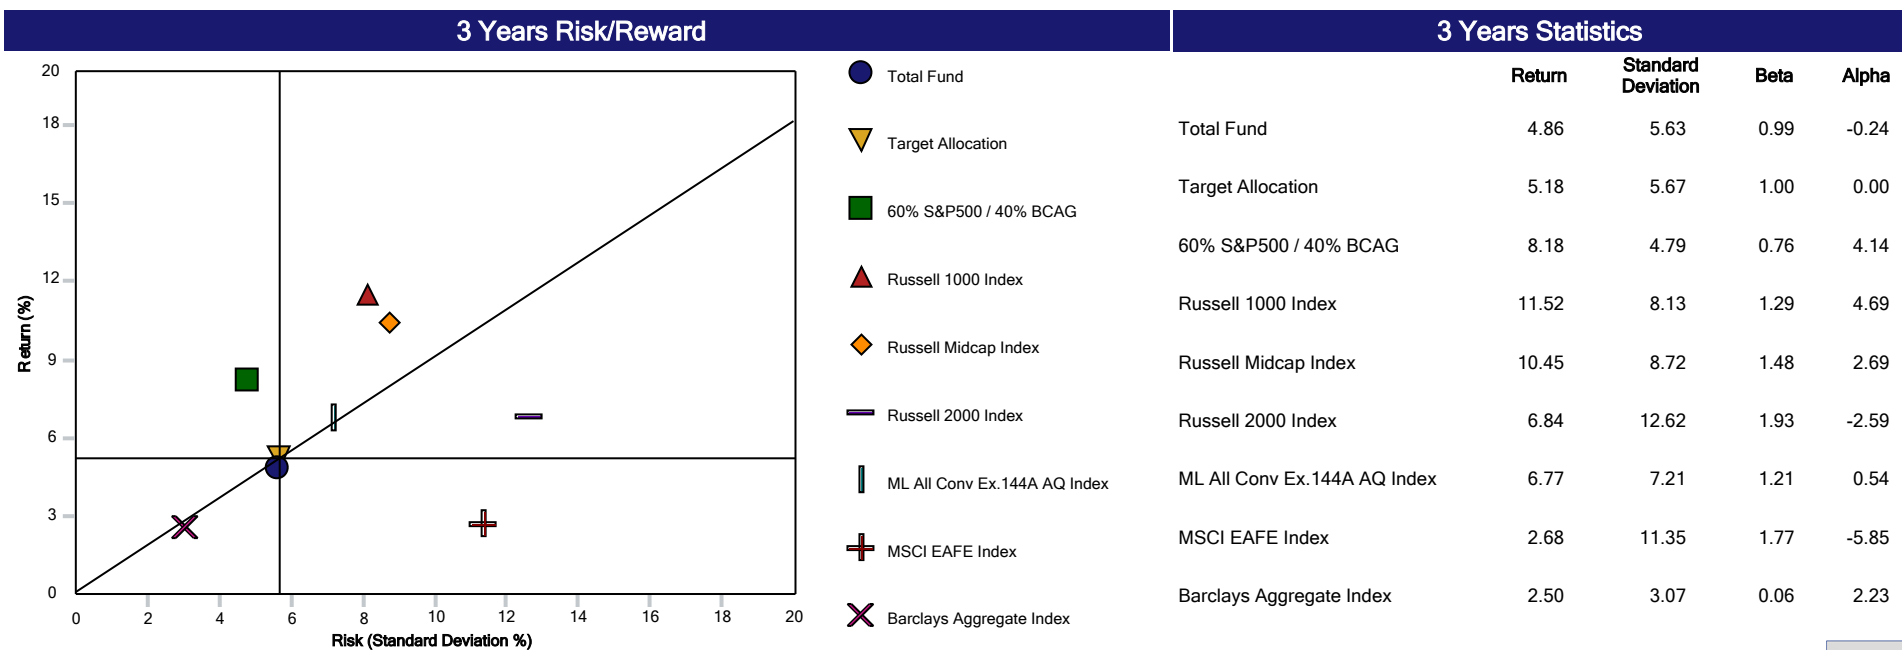 3 Years Risk/Reward
3 Years Statistics
20
18
15
12
9
6
3
0
Return (%)
0 2 4 6 8 10 12 14 16 18 20
Risk (Standard Deviation %)
Total Fund
Target Allocation
60% S&P500 / 40% BCAG
Russell 1000 Index
Russell Midcap Index
Russell 2000 Index
ML All Conv Ex.144A AQ Index
MSCI EAFE Index
Barclays Aggregate Index
Return Standard Deviation Beta Alpha
Total Fund 4.86 5.63 0.99 -0.24
Target Allocation 5.18 5.67 1.00 0.00
60% S&P500 / 40% BCAG 8.18 4.79 0.76 4.14
Russell 1000 Index 11.52 8.13 1.29 4.69
Russell Midcap Index 10.45 8.72 1.48 2.69
Russell 2000 Index 6.84 12.62 1.93 -2.59
ML All Conv Ex.144A AQ Index 6.77 7.21 1.21 0.54
MSCI EAFE Index 2.68 11.35 1.77 -5.85
Barclays Aggregate Index 2.50 3.07 0.06 2.23